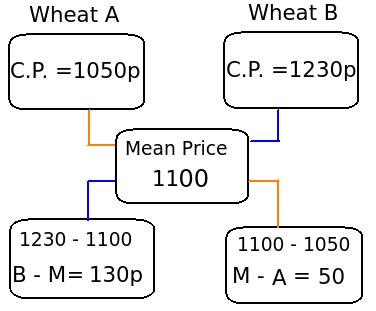 Wheat A
Wheat B
C.P. =1050p
C.P. =1230p
Mean Price
1100
1230 - 1100
B - M= 130p
1100 - 1050
M - A = 50